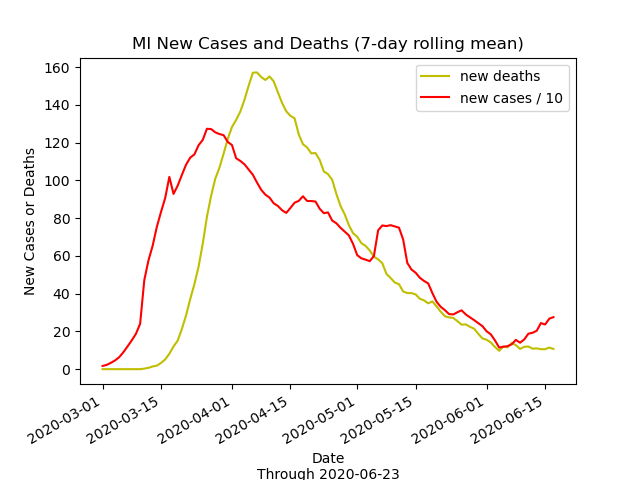 MI New Cases and Deaths (7-day rolling mean)
new deaths
new cases / 10
160
140
120
100
80
60
40
20
0
New Cases or Deaths
2020-03-01
2020-03-15
2020-04-01
2020-04-15
2020-05-01
2020-05-15
2020-06-01
2020-06-15
Date
Through 2020-06-23